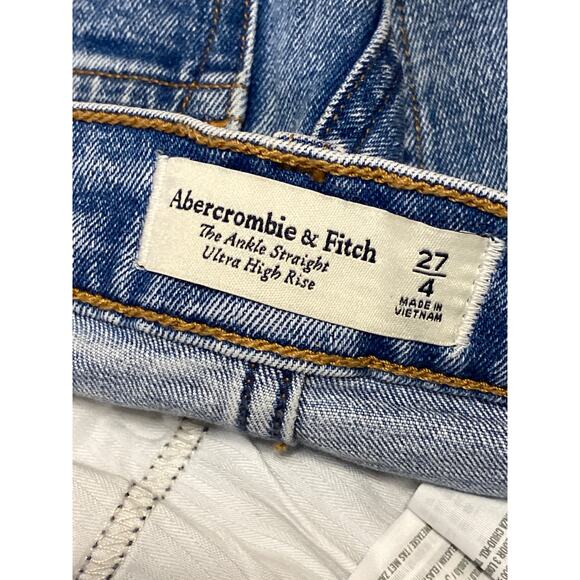 Abercrombie & Fitch
The Ankle Straight
Ultra High Rise
27
4
MADE IN
VIETNAM